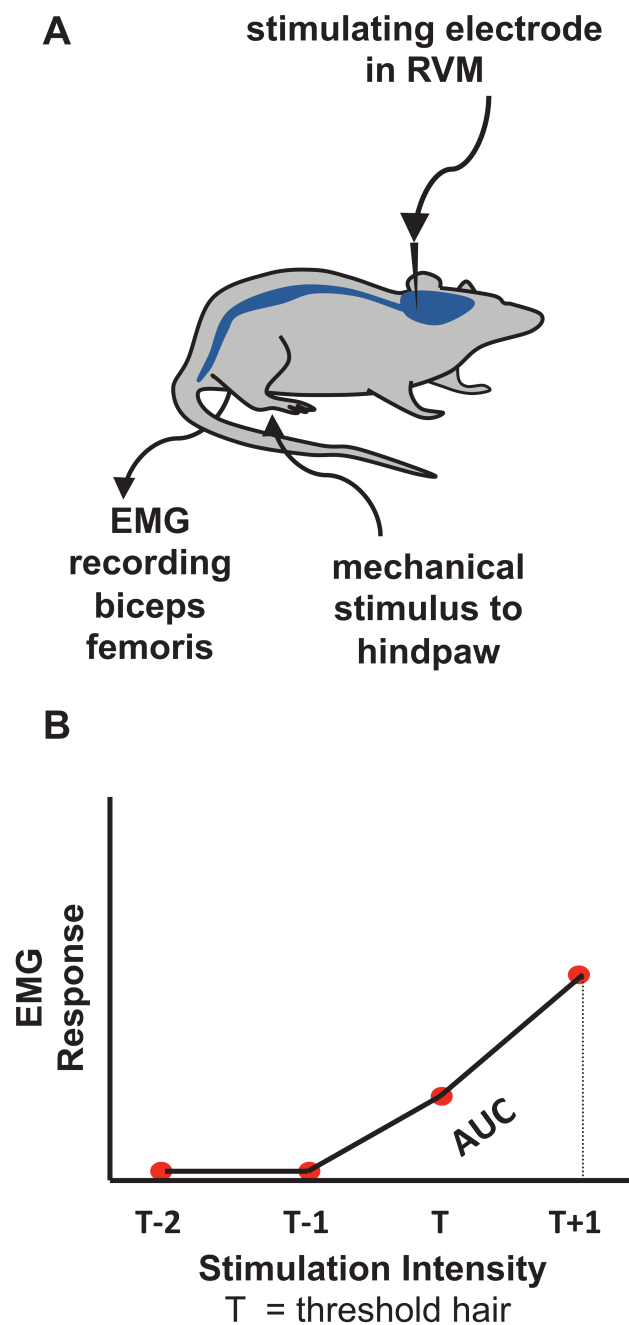 A
stimulating electrode
in RVM
EMG
recording
biceps
femoris
mechanical
stimulus to
hindpaw
B
EMG
Response
AUC
T-2 T-1 T T+1
Stimulation Intensity
T = threshold hair